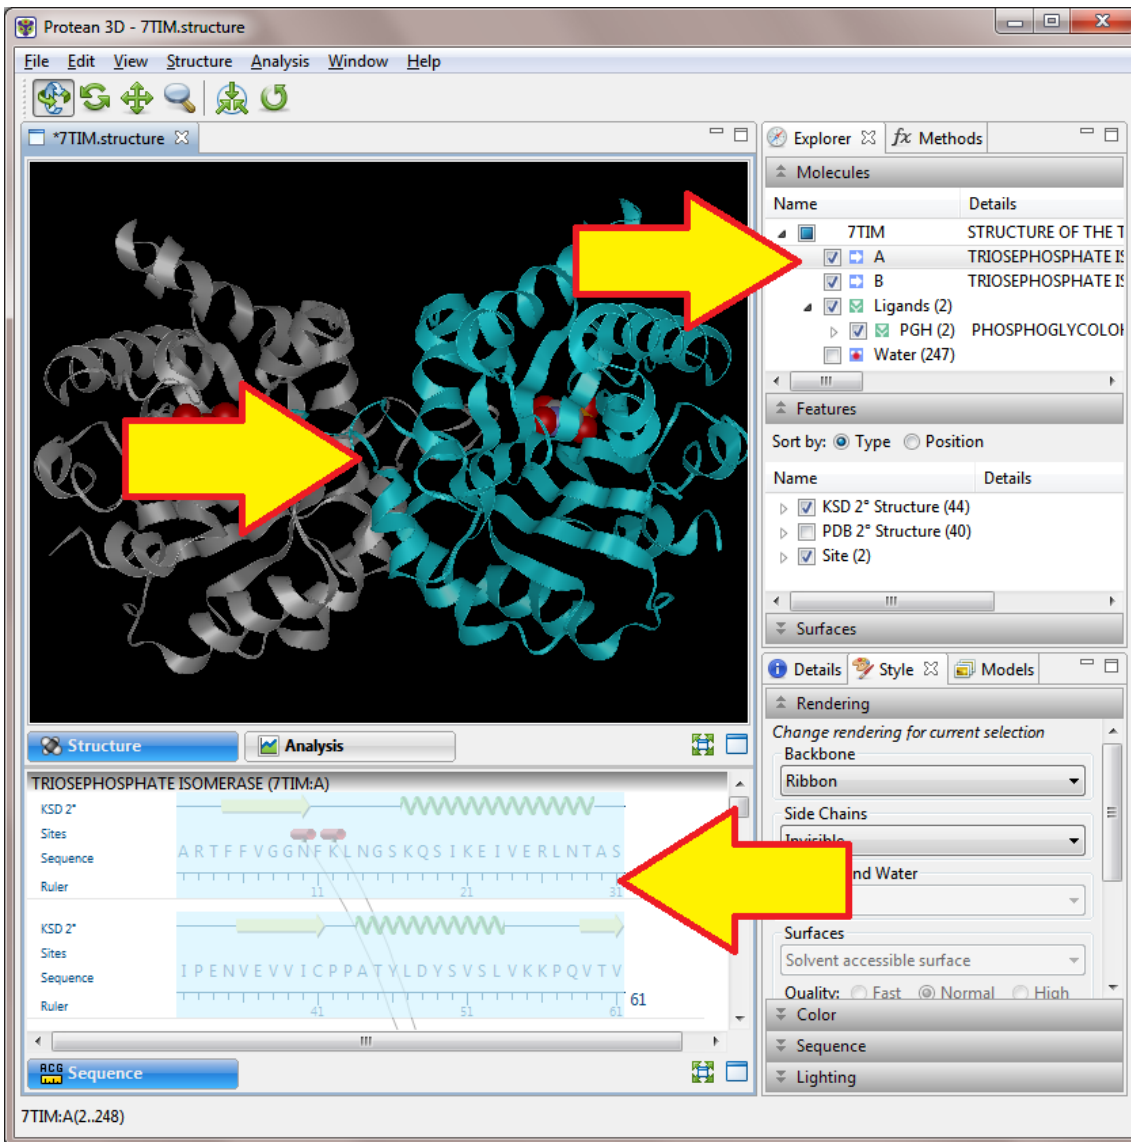 Protean 3D - 7TIM.structure
File Edit View Structure Analysis Window Help
*7TIM.structure
Explorer
fx Methods
Molecules
Name Details
7TIM STRUCTURE OF THE T
A TRIOSEPHOSPHATE IS
B TRIOSEPHOSPHATE IS
Ligands (2)
PGH (2) PHOSPHOGLYCOLOH
Water (247)
Features
Sort by: Type Position
Name Details
KSD 2° Structure (44)
PDB 2° Structure (40)
Site (2)
Surfaces
Details Style Models
Rendering
Change rendering for current selection
Backbone
Ribbon
Side Chains
Invisible
nd Water
Surfaces
Solvent accessible surface
Quality: Fast Normal High
Color
Sequence
Lighting
Structure Analysis
TRIOSEPHOSPHATE ISOMERASE (7TIM:A)
KSD 2°
Sites
Sequence ARTFFVGGNFKLNGSKQSIKEIVERLNTAS
Ruler 11 21 31
KSD 2°
Sites
Sequence IPENVEVVICPPATYLDYSVSLVKKPQVTV
Ruler 41 51 61 61
ACG Sequence
7TIM:A(2..248)